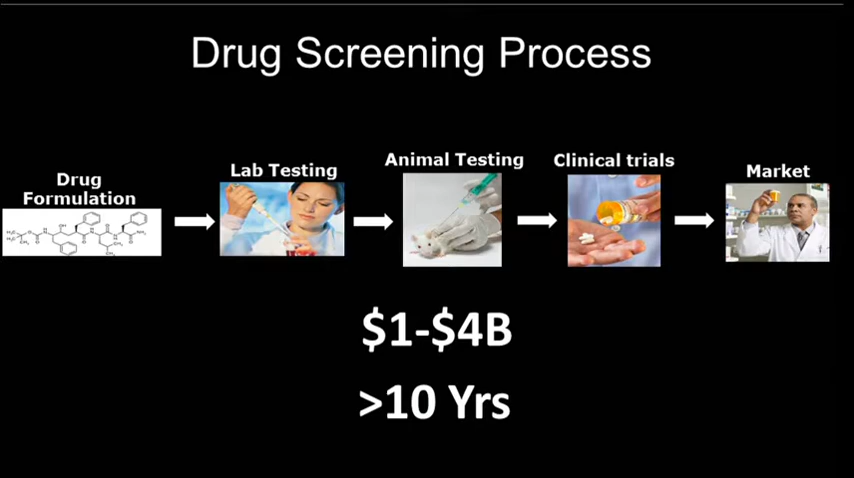 Drug Screening Process
Drug
Formulation
Lab Testing
Animal Testing
Clinical trials
Market
$1-$4B
>10 Yrs